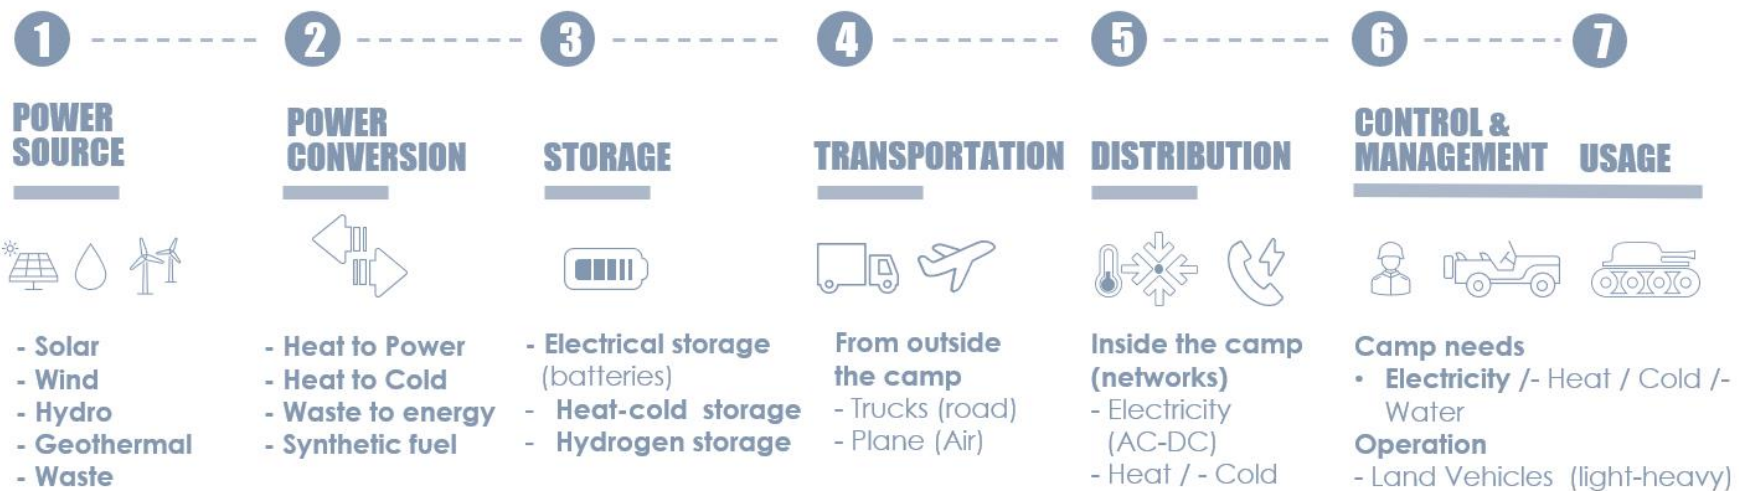 1
2
3
4
5
6
7
POWER
SOURCE
POWER
CONVERSION
STORAGE
TRANSPORTATION
DISTRIBUTION
CONTROL &
MANAGEMENT
USAGE
- Solar
- Wind
- Hydro
- Geothermal
- Waste
- Heat to Power
- Heat to Cold
- Waste to energy
- Synthetic fuel
- Electrical storage
(batteries)
- Heat-cold storage
- Hydrogen storage
From outside
the camp
- Trucks (road)
- Plane (Air)
Inside the camp
(networks)
- Electricity
(AC-DC)
- Heat / - Cold
Camp needs
• Electricity /- Heat / Cold /-
Water
Operation
- Land Vehicles (light-heavy)